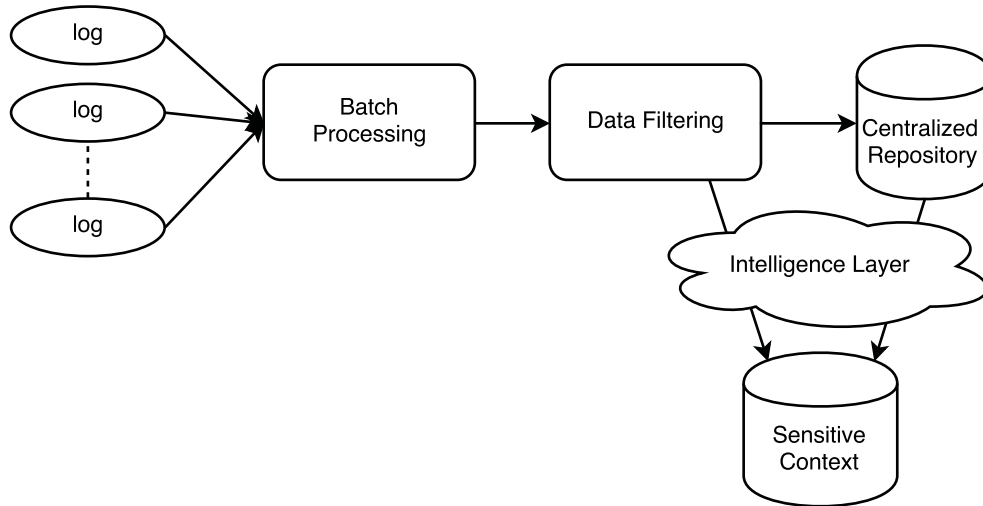 log
log
log
Batch
Processing
Data Filtering
Centralized
Repository
Intelligence Layer
Sensitive
Context